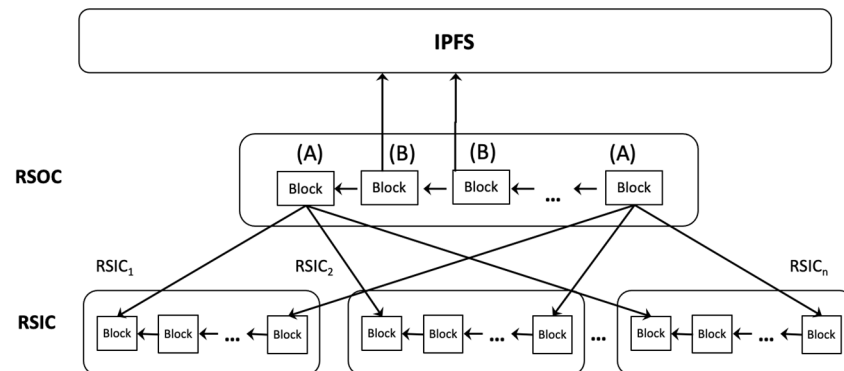 IPFS
(A) (B) (B) (A)
RSOC
Block Block Block ... Block
RSIC₁ RSIC₂ RSICₙ
RSIC
Block Block ... Block Block Block ... Block ... Block Block ... Block